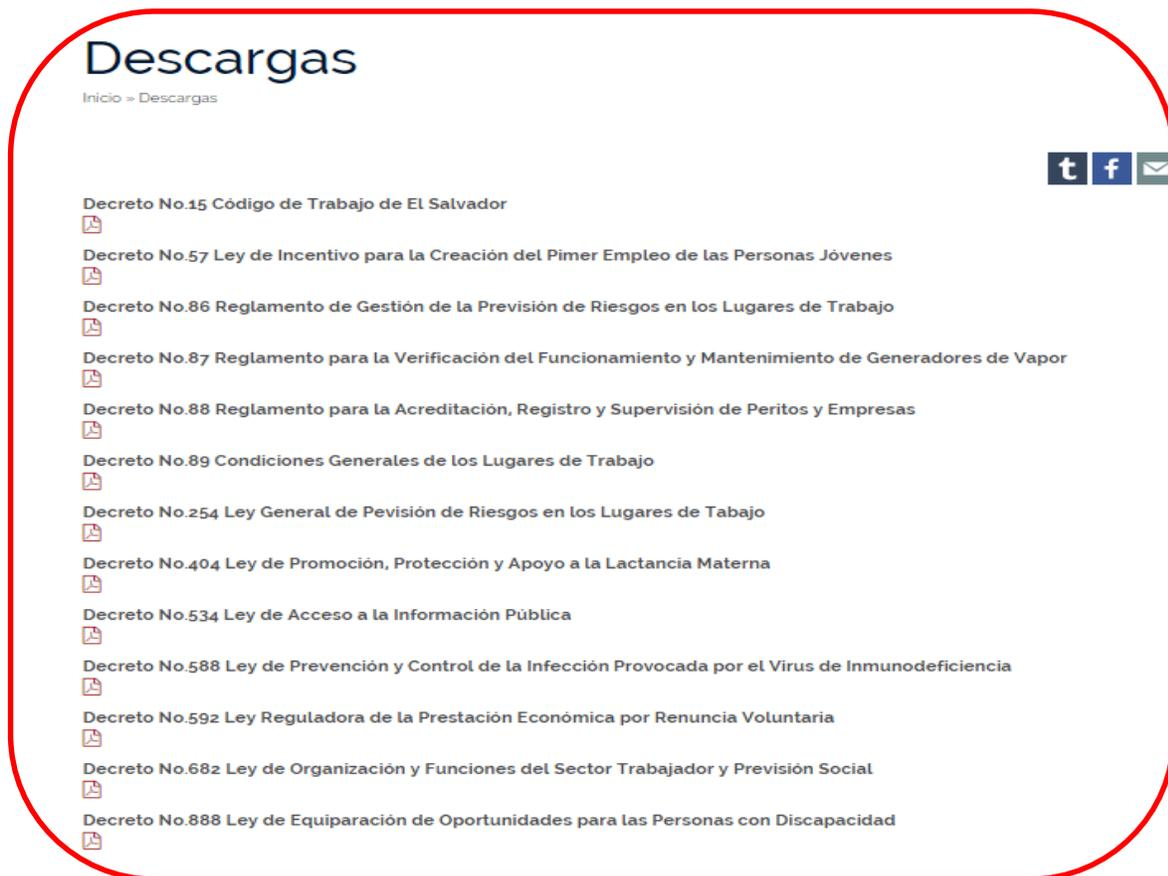 Descargas
Inicio » Descargas
t f
Decreto No.15 Código de Trabajo de El Salvador
Decreto No.57 Ley de Incentivo para la Creación del Pimer Empleo de las Personas Jóvenes
Decreto No.86 Reglamento de Gestión de la Previsión de Riesgos en los Lugares de Trabajo
Decreto No.87 Reglamento para la Verificación del Funcionamiento y Mantenimiento de Generadores de Vapor
Decreto No.88 Reglamento para la Acreditación, Registro y Supervisión de Peritos y Empresas
Decreto No.89 Condiciones Generales de los Lugares de Trabajo
Decreto No.254 Ley General de Pevisión de Riesgos en los Lugares de Tabajo
Decreto No.404 Ley de Promoción, Protección y Apoyo a la Lactancia Materna
Decreto No.534 Ley de Acceso a la Información Pública
Decreto No.588 Ley de Prevención y Control de la Infección Provocada por el Virus de Inmunodeficiencia
Decreto No.592 Ley Reguladora de la Prestación Económica por Renuncia Voluntaria
Decreto No.682 Ley de Organización y Funciones del Sector Trabajador y Previsión Social
Decreto No.888 Ley de Equiparación de Oportunidades para las Personas con Discapacidad